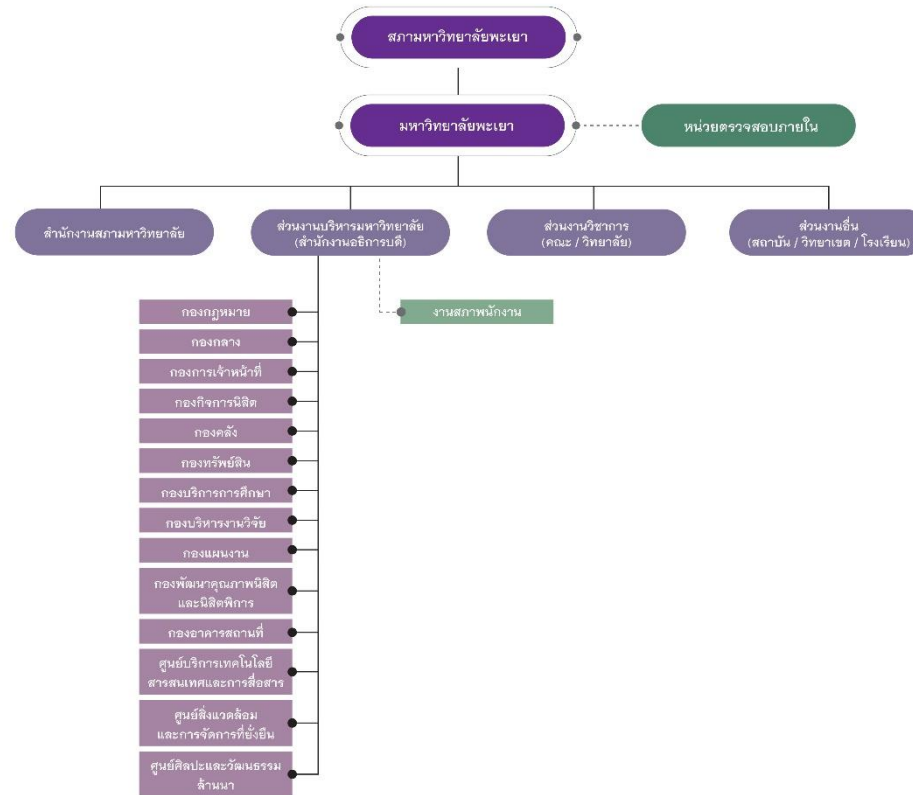 สภามหาวิทยาลัยพะเยา
มหาวิทยาลัยพะเยา
หน่วยตรวจสอบภายใน
สำนักงานสภามหาวิทยาลัย
ส่วนงานบริหารมหาวิทยาลัย
(สำนักงานอธิการบดี)
ส่วนงานวิชาการ
(คณะ / วิทยาลัย)
ส่วนงานอื่น
(สถาบัน / วิทยาเขต / โรงเรียน)
กองกฎหมาย
งานสภาพนักงาน
กองกลาง
กองการเจ้าหน้าที่
กองกิจการนิสิต
กองคลัง
กองทรัพย์สิน
กองบริการการศึกษา
กองบริหารงานวิจัย
กองแผนงาน
กองพัฒนาคุณภาพนิสิต
และนิสิตพิการ
กองอาคารสถานที่
ศูนย์บริการเทคโนโลยี
สารสนเทศและการสื่อสาร
ศูนย์สิ่งแวดล้อม
และการจัดการที่ยั่งยืน
ศูนย์ศิลปะและวัฒนธรรม
ล้านนา